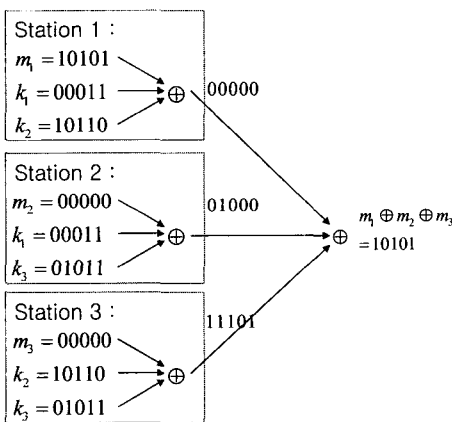 Station 1 :
m₁ = 10101
k₁ = 00011
k₂ = 10110
⊕
00000
Station 2 :
m₂ = 00000
k₁ = 00011
k₃ = 01011
⊕
01000
Station 3 :
m₃ = 00000
k₂ = 10110
k₃ = 01011
⊕
11101
⊕
m₁ ⊕ m₂ ⊕ m₃
= 10101